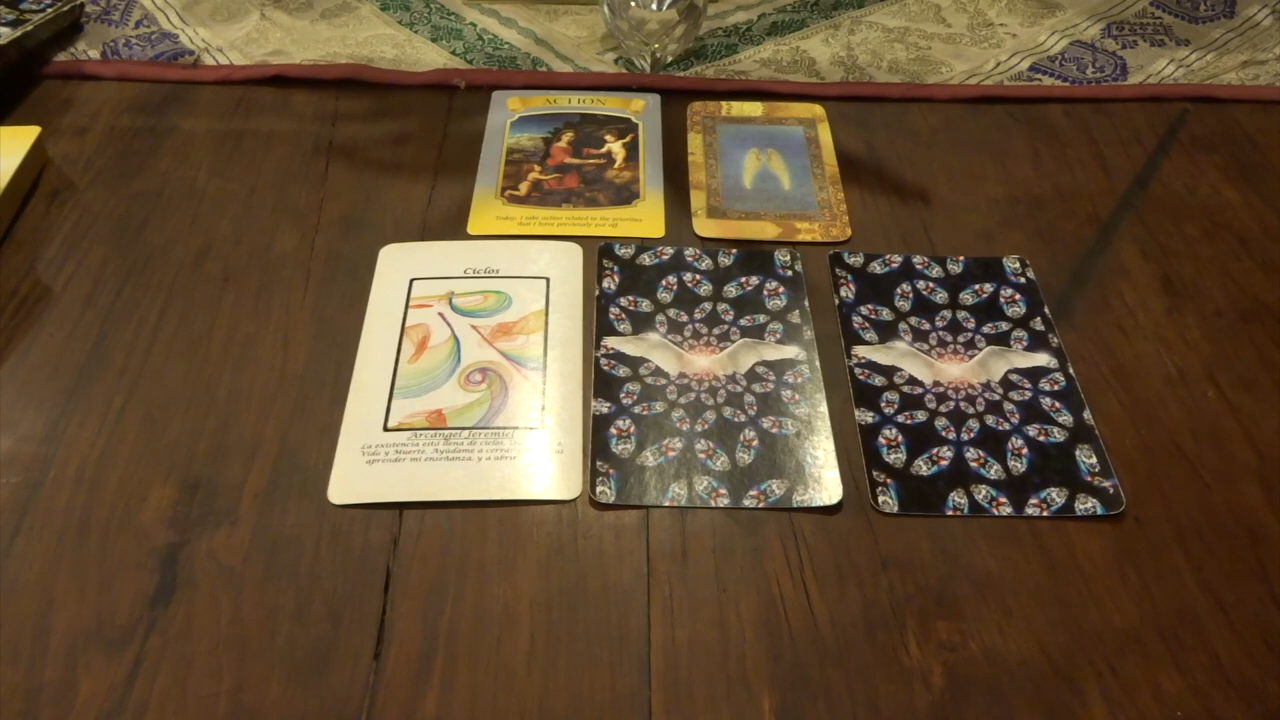 ACTION
Today, I take action related to the priorities
that I have previously put off.
Ciclos
Arcángel Jeremiel
La existencia está llena de ciclos.
Vida y Muerte. Ayúdame a cerrar
aprender mi enseñanza, y a abrir